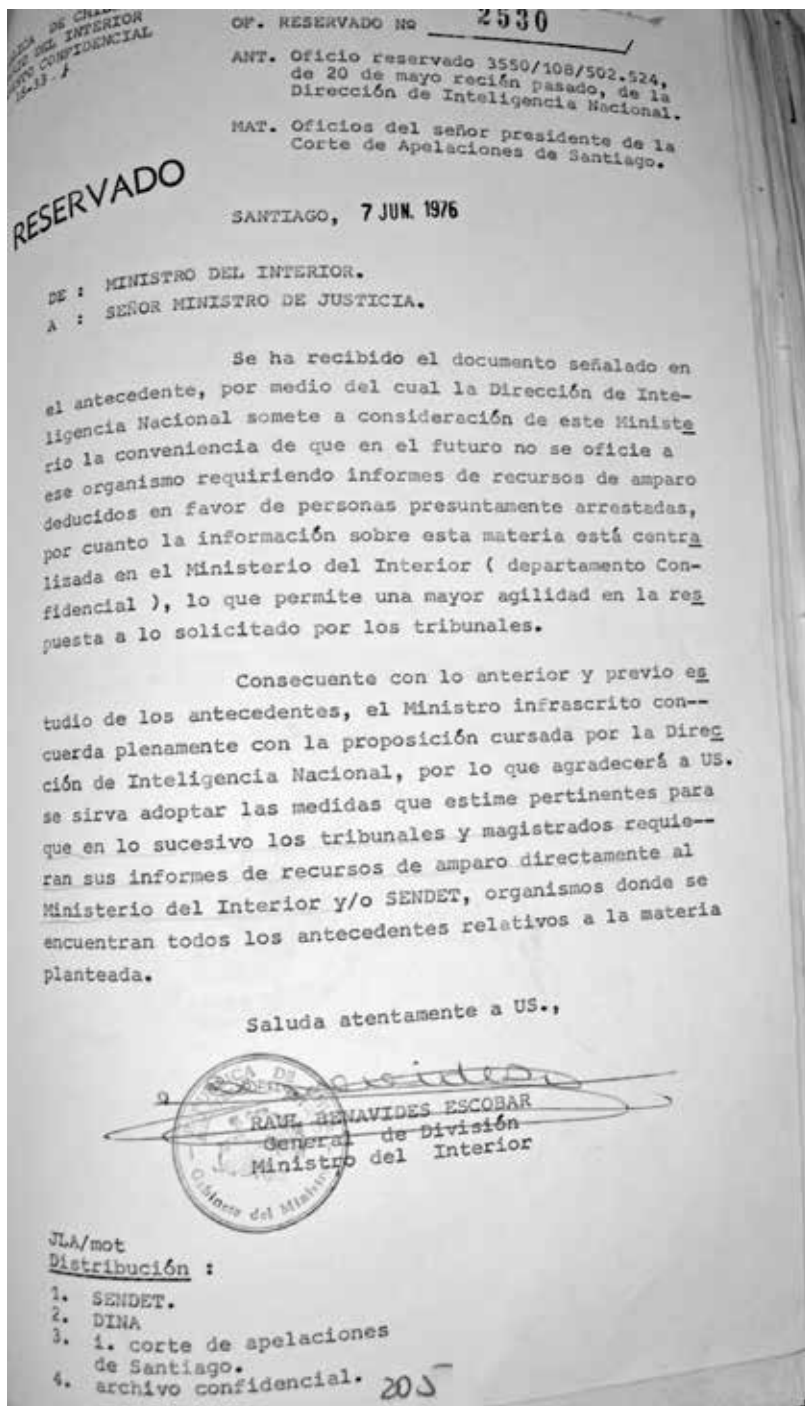 DE CHILE
DEL INTERIOR
CONFIDENCIAL
15-33.
OF. RESERVADO Nº 2530
ANT. Oficio reservado 3550/108/502.524,
de 20 de mayo recién pasado, de la
Dirección de Inteligencia Nacional.
MAT. Oficios del señor presidente de la
Corte de Apelaciones de Santiago.
RESERVADO
SANTIAGO, 7 JUN. 1976
DE : MINISTRO DEL INTERIOR.
A : SEÑOR MINISTRO DE JUSTICIA.
Se ha recibido el documento señalado en
el antecedente, por medio del cual la Dirección de Inte-
ligencia Nacional somete a consideración de este Ministe
rio la conveniencia de que en el futuro no se oficie a
ese organismo requiriendo informes de recursos de amparo
deducidos en favor de personas presuntamente arrestadas,
por cuanto la información sobre esta materia está centra
lizada en el Ministerio del Interior ( departamento Con-
fidencial ), lo que permite una mayor agilidad en la res
puesta a lo solicitado por los tribunales.
Consecuente con lo anterior y previo es
tudio de los antecedentes, el Ministro infrascrito con--
cuerda plenamente con la proposición cursada por la Direc
ción de Inteligencia Nacional, por lo que agradecerá a US.
se sirva adoptar las medidas que estime pertinentes para
que en lo sucesivo los tribunales y magistrados requie--
ran sus informes de recursos de amparo directamente al
Ministerio del Interior y/o SENDET, organismos donde se
encuentran todos los antecedentes relativos a la materia
planteada.
Saluda atentamente a US.,
RAUL BENAVIDES ESCOBAR
General de División
Ministro del Interior
Gabinete del Ministro
JLA/mot
Distribución :
1. SENDET.
2. DINA
3. i. corte de apelaciones
de Santiago.
4. archivo confidencial.
205